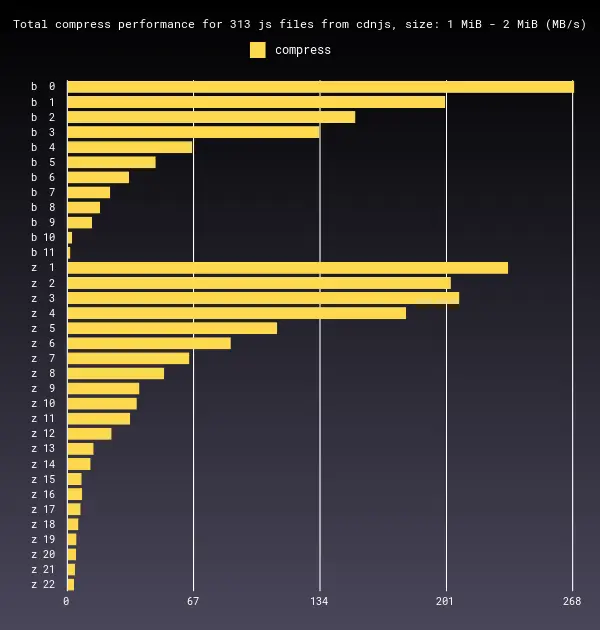 Total compress performance for 313 js files from cdnjs, size: 1 MiB - 2 MiB (MB/s)
compress
b 0
b 1
b 2
b 3
b 4
b 5
b 6
b 7
b 8
b 9
b 10
b 11
z 1
z 2
z 3
z 4
z 5
z 6
z 7
z 8
z 9
z 10
z 11
z 12
z 13
z 14
z 15
z 16
z 17
z 18
z 19
z 20
z 21
z 22
0 67 134 201 268